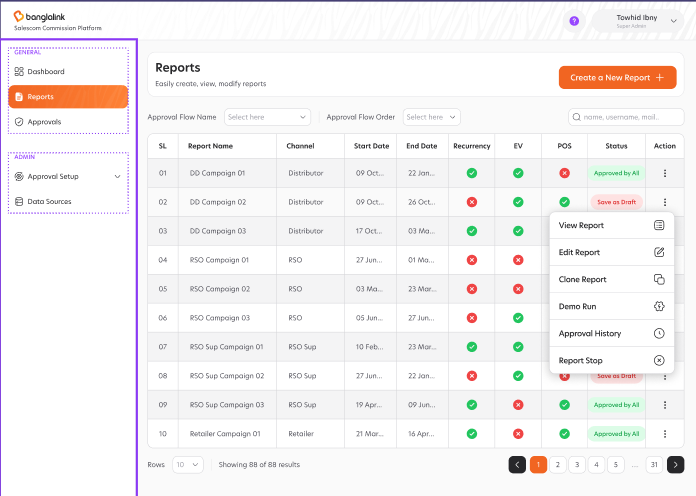 banglalink
Salescom Commission Platform
?
Towhid Ibny
Super Admin
GENERAL
Dashboard
Reports
Approvals
ADMIN
Approval Setup
Data Sources
Reports
Easily create, view, modify reports
Create a New Report
Approval Flow Name Select here Approval Flow Order Select here name, username, mail..
SL Report Name Channel Start Date End Date Recurrency EV POS Status Action
01 DD Campaign 01 Distributor 09 Oct... 22 Jan... Approved by All
02 DD Campaign 02 Distributor 09 Oct... 26 Oct... Save as Draft
03 DD Campaign 03 Distributor 17 Oct... 03 Ma...
04 RSO Campaign 01 RSO 27 Jun... 01 Ma...
05 RSO Campaign 02 RSO 03 Ma... 23 Mar...
06 RSO Campaign 03 RSO 05 Jun... 27 Jun...
07 RSO Sup Campaign 01 RSO Sup 10 Feb... 23 Mar...
08 RSO Sup Campaign 02 RSO Sup 27 Jun... 22 Jan... Save as Draft
09 RSO Sup Campaign 03 RSO Sup 19 Apr... 09 Jun... Approved by All
10 Retailer Campaign 01 Retailer 21 Mar... 16 Apr... Approved by All
View Report
Edit Report
Clone Report
Demo Run
Approval History
Report Stop
Rows 10 Showing 88 of 88 results 1 2 3 4 5 ... 31